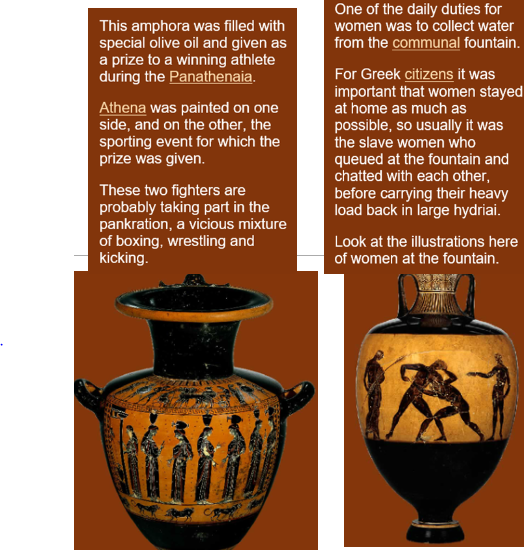 This amphora was filled with
special olive oil and given as
a prize to a winning athlete
during the Panathenaia.
Athena was painted on one
side, and on the other, the
sporting event for which the
prize was given.
These two fighters are
probably taking part in the
pankration, a vicious mixture
of boxing, wrestling and
kicking.
One of the daily duties for
women was to collect water
from the communal fountain.
For Greek citizens it was
important that women stayed
at home as much as
possible, so usually it was
the slave women who
queued at the fountain and
chatted with each other,
before carrying their heavy
load back in large hydriai.
Look at the illustrations here
of women at the fountain.